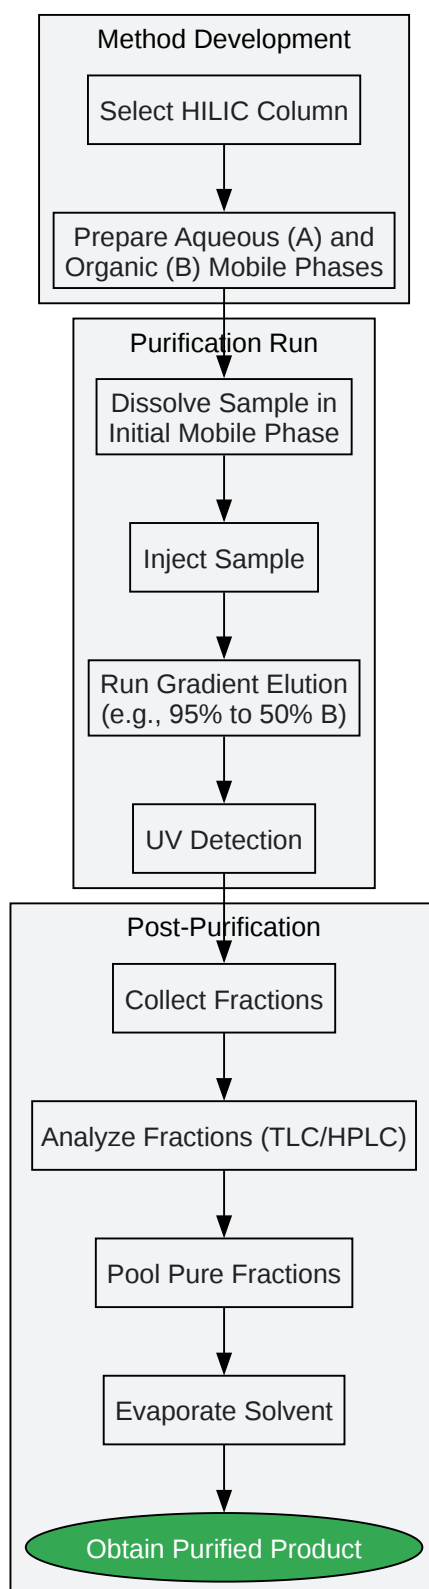 Method Development
Select HILIC Column
Prepare Aqueous (A) and
Organic (B) Mobile Phases
Purification Run
Dissolve Sample in
Initial Mobile Phase
Inject Sample
Run Gradient Elution
(e.g., 95% to 50% B)
UV Detection
Post-Purification
Collect Fractions
Analyze Fractions (TLC/HPLC)
Pool Pure Fractions
Evaporate Solvent
Obtain Purified Product